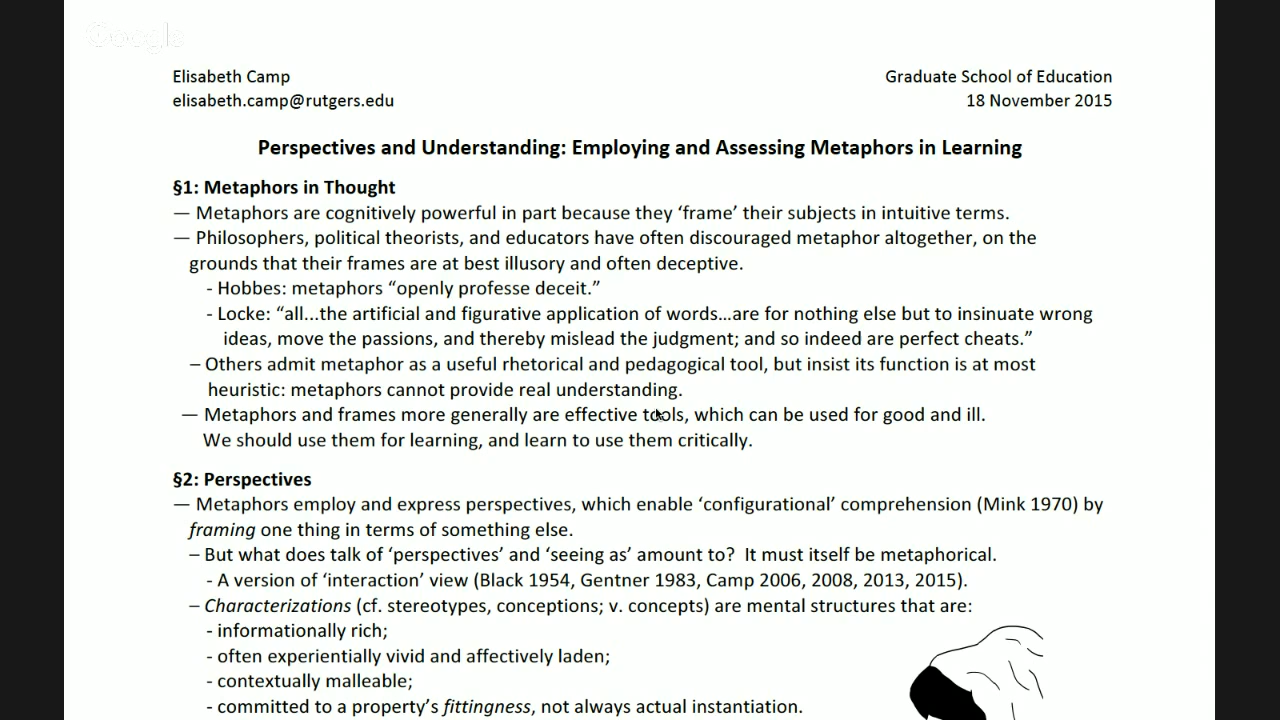 Google
Elisabeth Camp
Graduate School of Education
elisabeth.camp@rutgers.edu
18 November 2015
Perspectives and Understanding: Employing and Assessing Metaphors in Learning
§1: Metaphors in Thought
— Metaphors are cognitively powerful in part because they ‘frame’ their subjects in intuitive terms.
— Philosophers, political theorists, and educators have often discouraged metaphor altogether, on the
grounds that their frames are at best illusory and often deceptive.
- Hobbes: metaphors “openly professe deceit.”
- Locke: “all...the artificial and figurative application of words…are for nothing else but to insinuate wrong
ideas, move the passions, and thereby mislead the judgment; and so indeed are perfect cheats.”
– Others admit metaphor as a useful rhetorical and pedagogical tool, but insist its function is at most
heuristic: metaphors cannot provide real understanding.
— Metaphors and frames more generally are effective tools, which can be used for good and ill.
We should use them for learning, and learn to use them critically.
§2: Perspectives
— Metaphors employ and express perspectives, which enable ‘configurational’ comprehension (Mink 1970) by
framing one thing in terms of something else.
– But what does talk of ‘perspectives’ and ‘seeing as’ amount to?  It must itself be metaphorical.
- A version of ‘interaction’ view (Black 1954, Gentner 1983, Camp 2006, 2008, 2013, 2015).
– Characterizations (cf. stereotypes, conceptions; v. concepts) are mental structures that are:
- informationally rich;
- often experientially vivid and affectively laden;
- contextually malleable;
- committed to a property’s fittingness, not always actual instantiation.